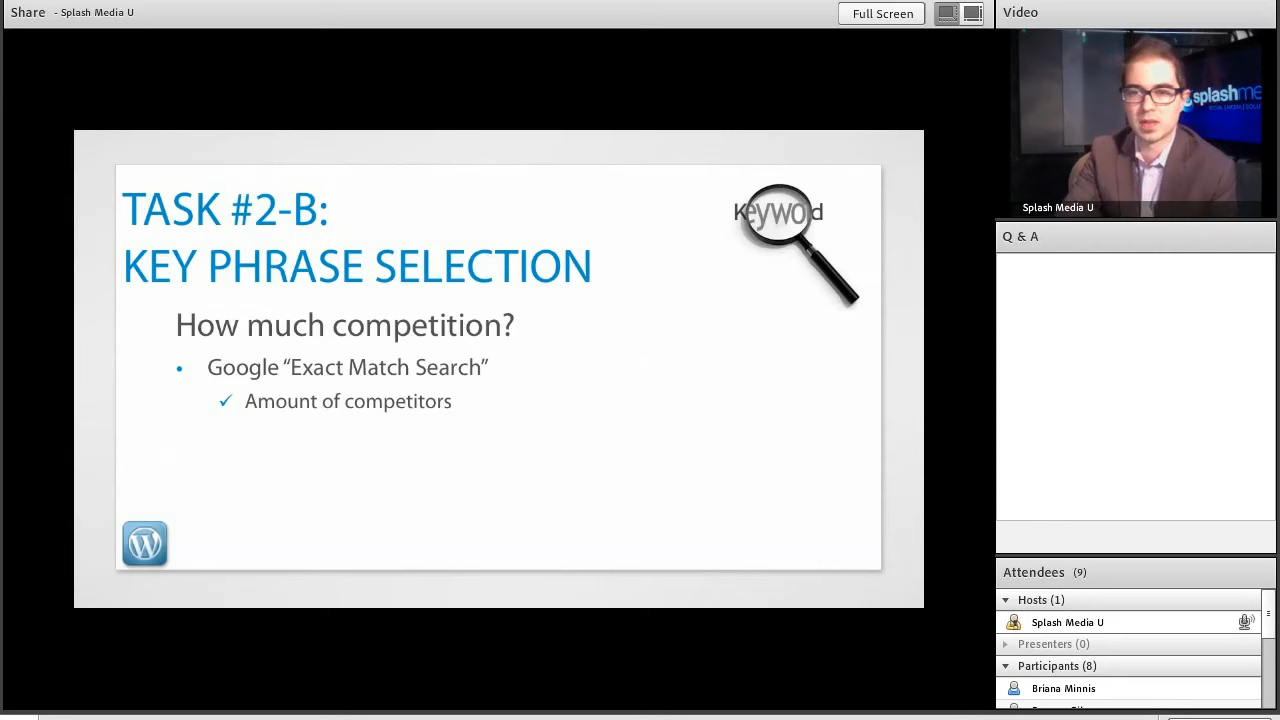 Share - Splash Media U
Full Screen
Video
TASK #2-B:
KEY PHRASE SELECTION
Keyword
How much competition?
• Google “Exact Match Search”
✓ Amount of competitors
Splash Media U
Q & A
Attendees (9)
Hosts (1)
Splash Media U
Presenters (0)
Participants (8)
Briana Minnis